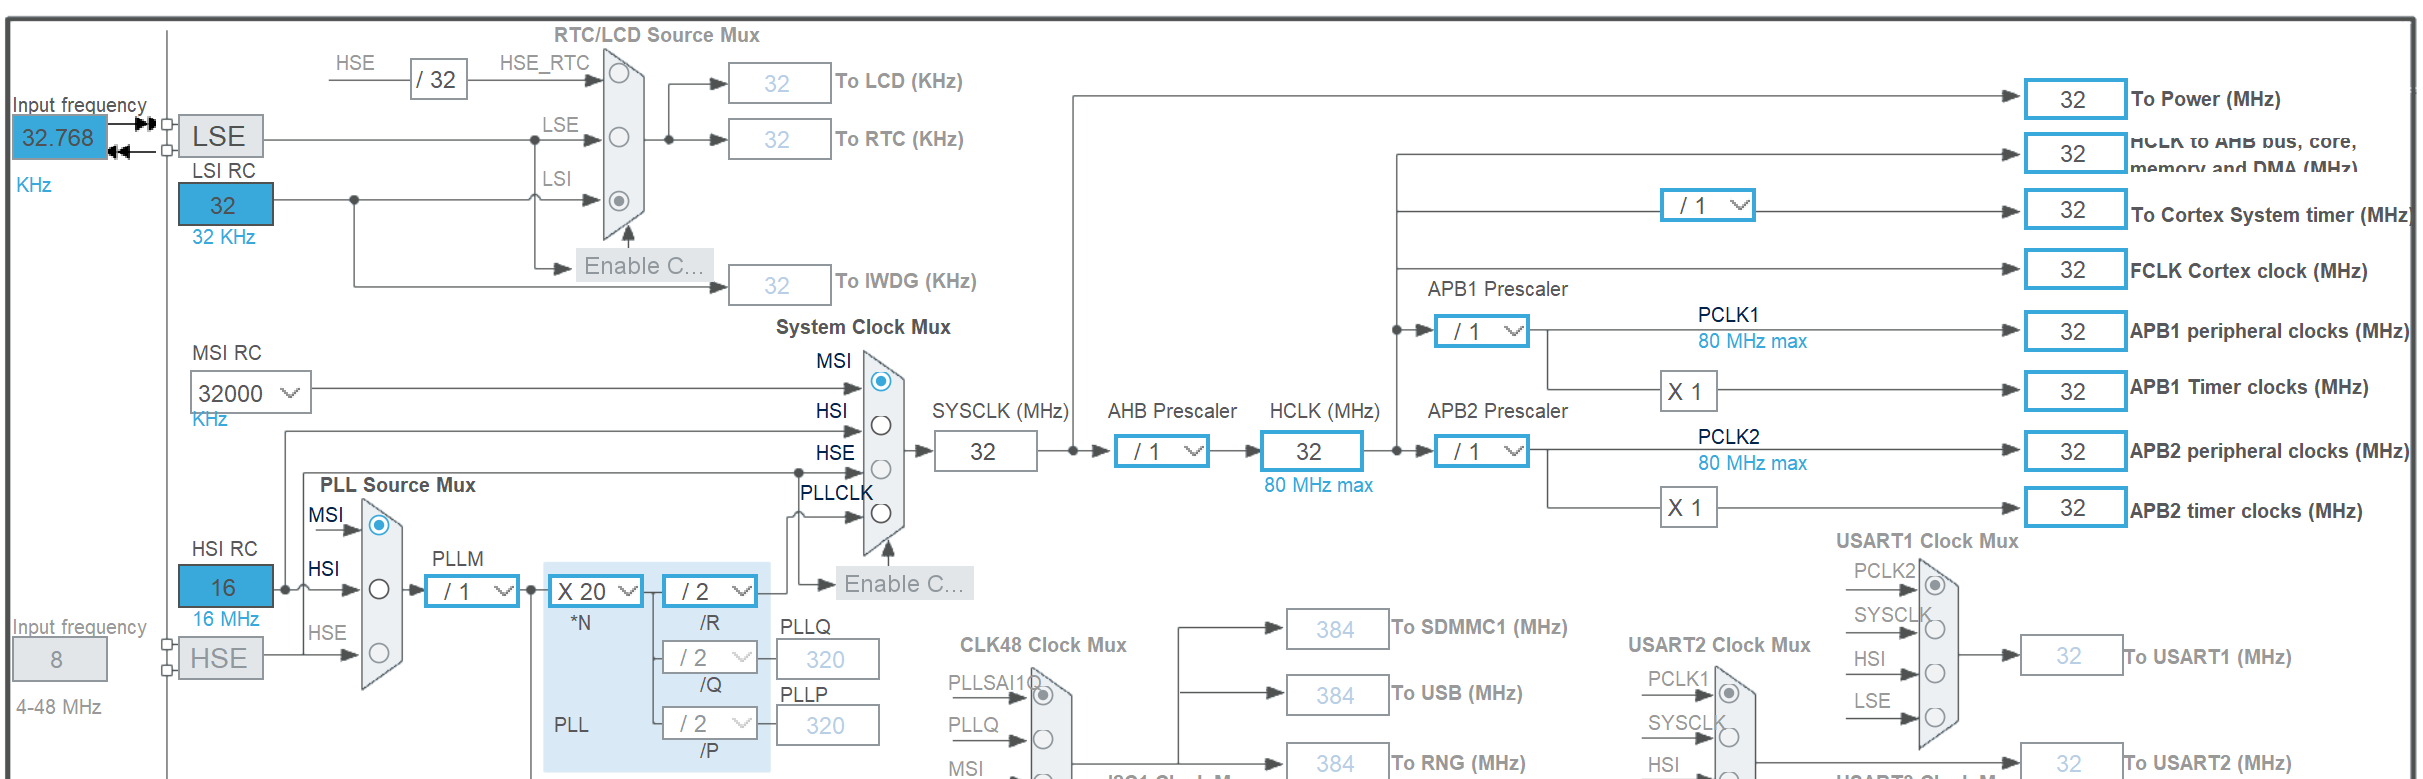 RTC/LCD Source Mux
HSE
/ 32
HSE_RTC
32
To LCD (KHz)
Input frequency
32.768
KHz
LSE
LSE
32
To RTC (KHz)
LSI RC
32
32 KHz
LSI
Enable C...
32
To IWDG (KHz)
32
To Power (MHz)
32
HCLK to AHB bus, core,
memory and DMA (MHz)
/ 1
32
To Cortex System timer (MHz)
32
FCLK Cortex clock (MHz)
APB1 Prescaler
/ 1
PCLK1
80 MHz max
32
APB1 peripheral clocks (MHz)
X 1
32
APB1 Timer clocks (MHz)
System Clock Mux
MSI RC
32000
KHz
MSI
HSI
HSE
PLLCLK
SYSCLK (MHz)
32
AHB Prescaler
/ 1
HCLK (MHz)
32
80 MHz max
APB2 Prescaler
/ 1
PCLK2
80 MHz max
32
APB2 peripheral clocks (MHz)
X 1
32
APB2 timer clocks (MHz)
PLL Source Mux
MSI
HSI RC
16
16 MHz
HSI
Input frequency
8
4-48 MHz
HSE
HSE
PLLM
/ 1
X 20
*N
/ 2
/R
Enable C...
PLLQ
/ 2
320
/Q
PLLP
/ 2
320
/P
PLL
CLK48 Clock Mux
PLLSAI1Q
PLLQ
MSI
384
To SDMMC1 (MHz)
384
To USB (MHz)
384
To RNG (MHz)
USART1 Clock Mux
PCLK2
SYSCLK
HSI
LSE
32
To USART1 (MHz)
USART2 Clock Mux
PCLK1
SYSCLK
HSI
32
To USART2 (MHz)